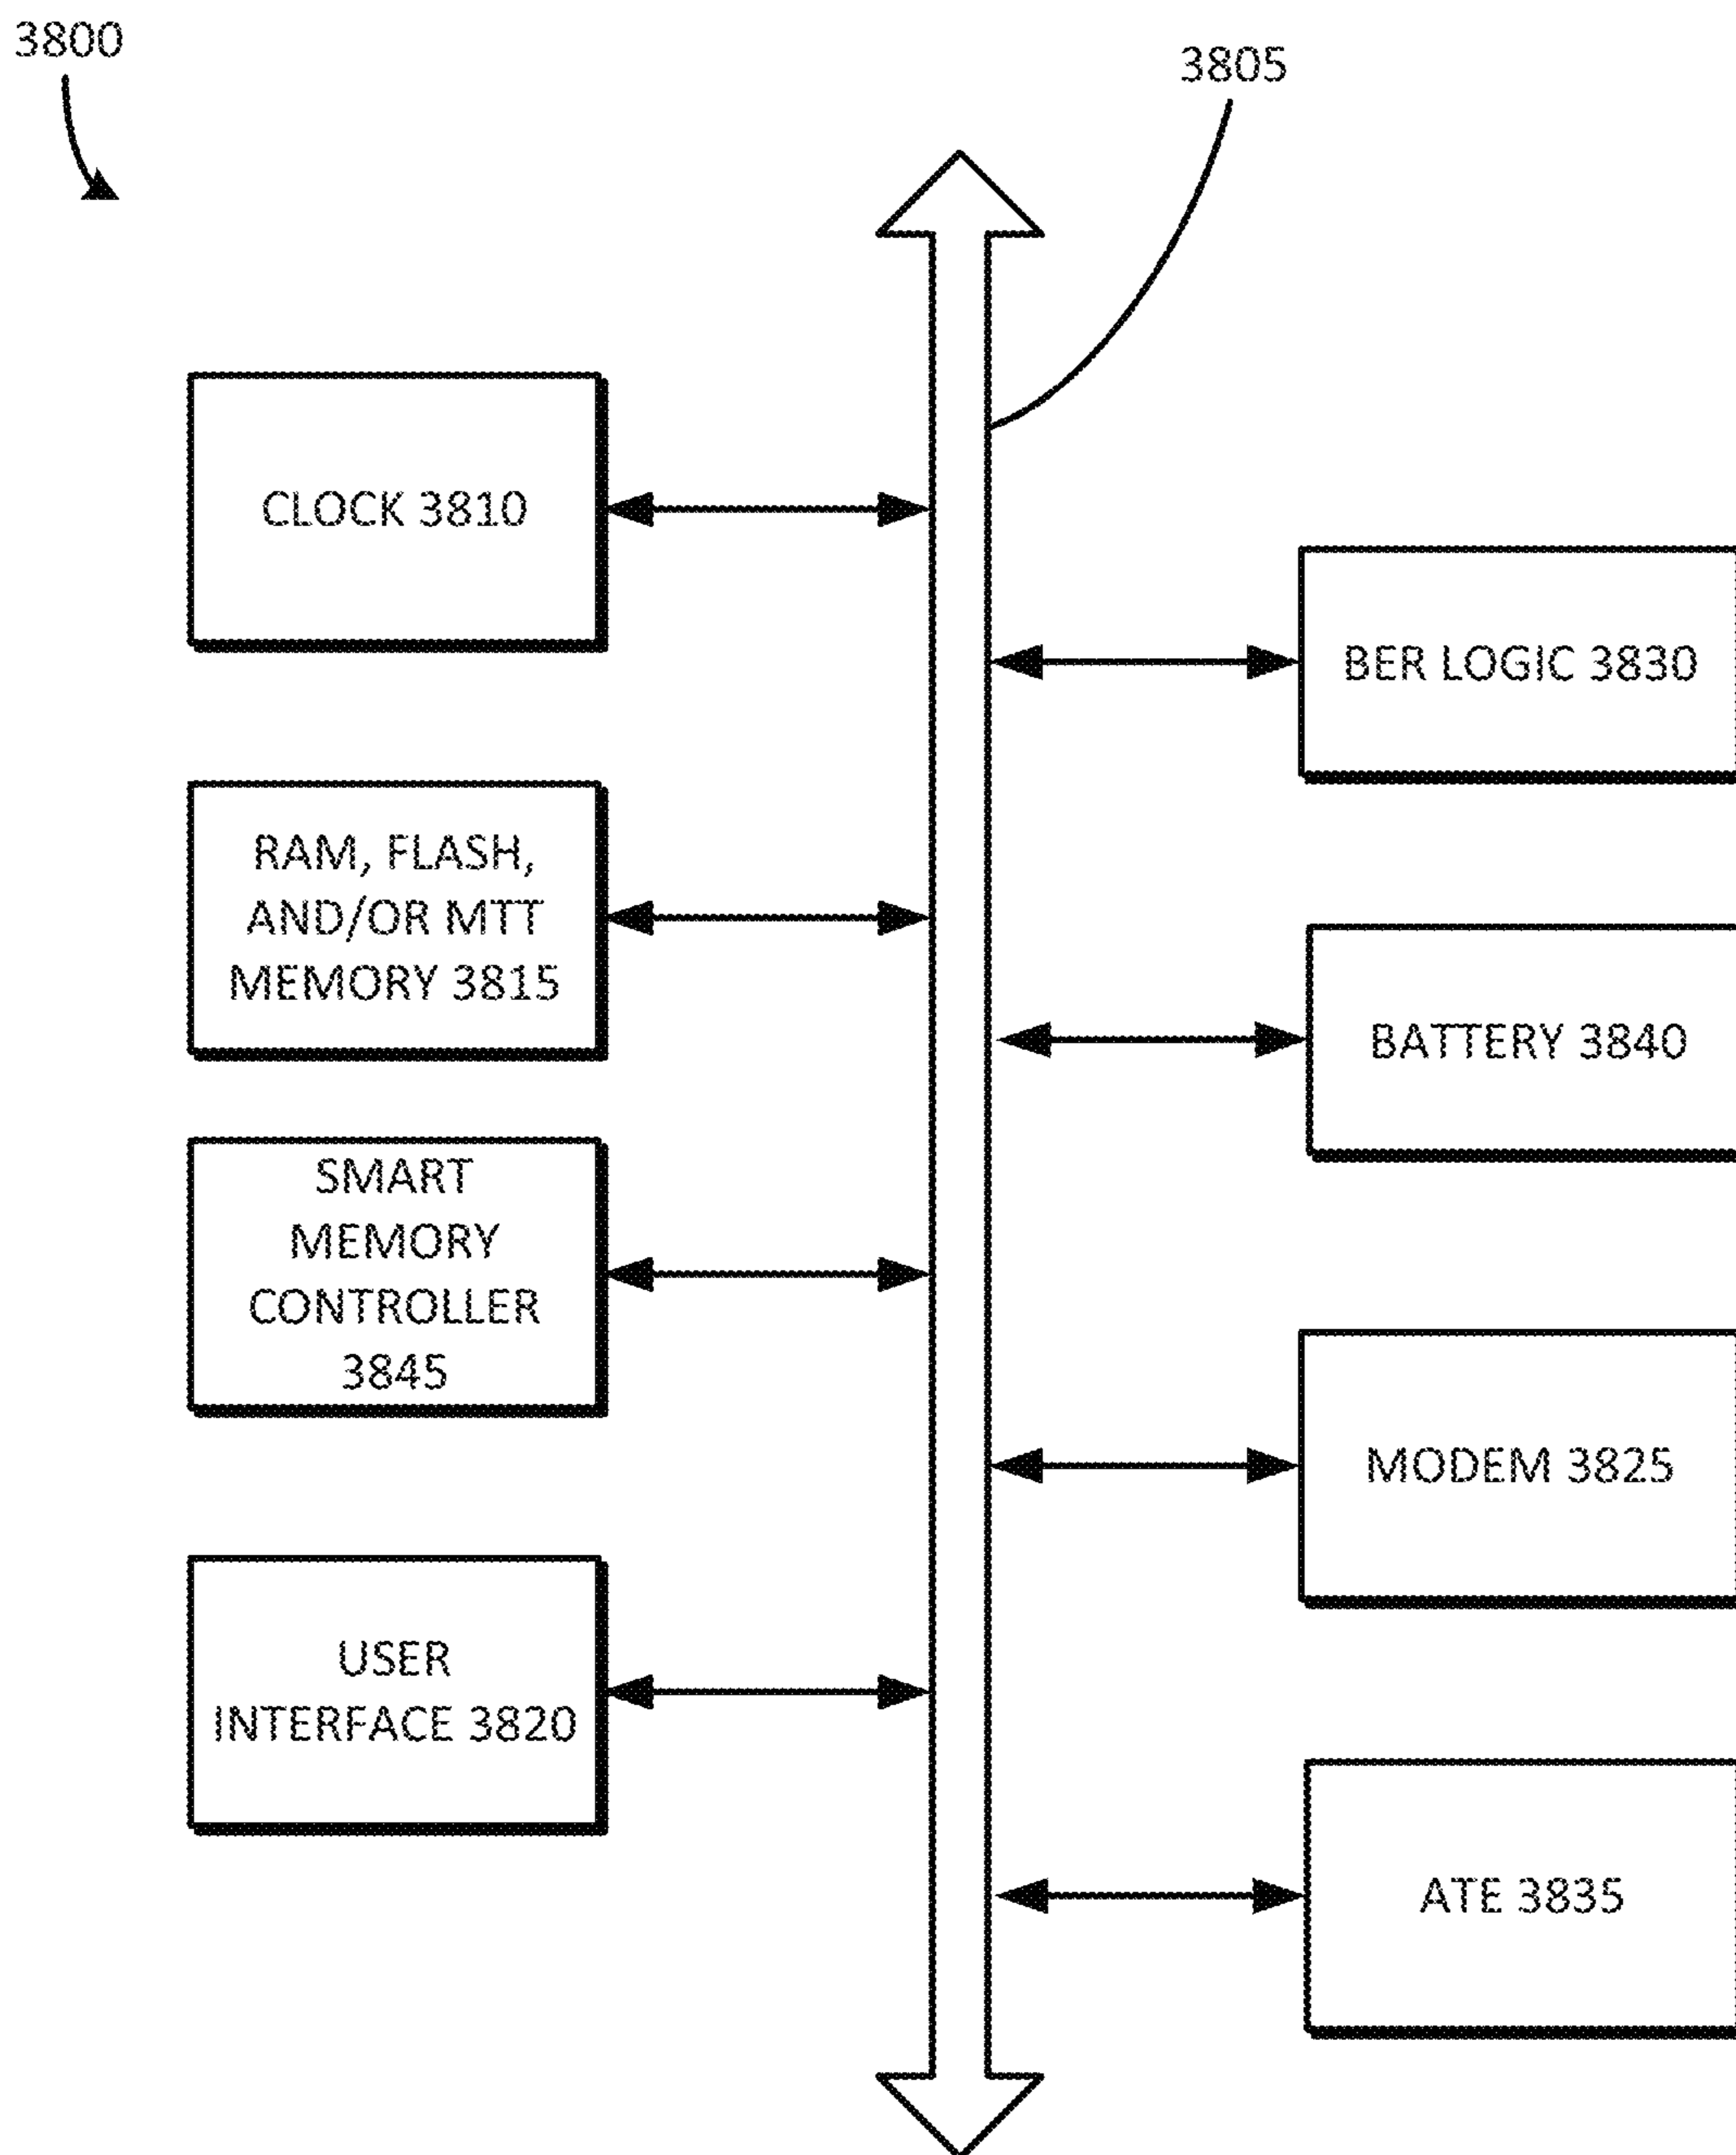 3800
3805
CLOCK 3810
RAM, FLASH,
AND/OR MTT
MEMORY 3815
SMART
MEMORY
CONTROLLER
3845
USER
INTERFACE 3820
BER LOGIC 3830
BATTERY 3840
MODEM 3825
ATE 3835